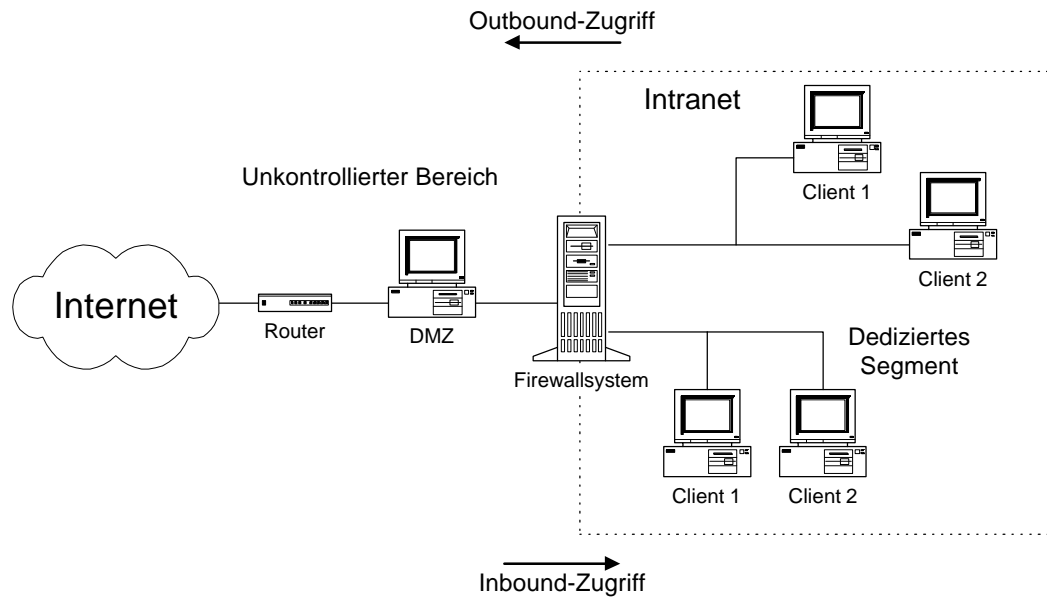 Outbound-Zugriff
Intranet
Client 1
Unkontrollierter Bereich
Client 2
Internet
Router
DMZ
Firewallsystem
Dediziertes
Segment
Client 1
Client 2
Inbound-Zugriff